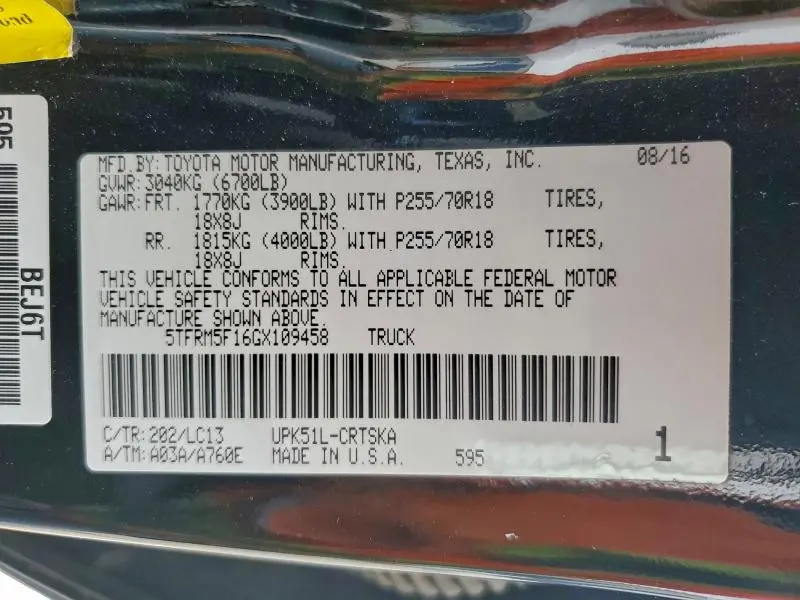 595
BEJ6T
MFD.BY: TOYOTA MOTOR MANUFACTURING, TEXAS, INC. 08/16
GVWR: 3040KG (6700LB)
GAWR: FRT. 1770KG (3900LB) WITH P255/70R18 TIRES,
18X8J RIMS.
RR. 1815KG (4000LB) WITH P255/70R18 TIRES,
18X8J RIMS.
THIS VEHICLE CONFORMS TO ALL APPLICABLE FEDERAL MOTOR
VEHICLE SAFETY STANDARDS IN EFFECT ON THE DATE OF
MANUFACTURE SHOWN ABOVE.
5TFRM5F16GX109458 TRUCK
C/TR: 202/LC13 UPK51L-CRTSKA
A/TM: A03A/A760E MADE IN U.S.A. 595 1